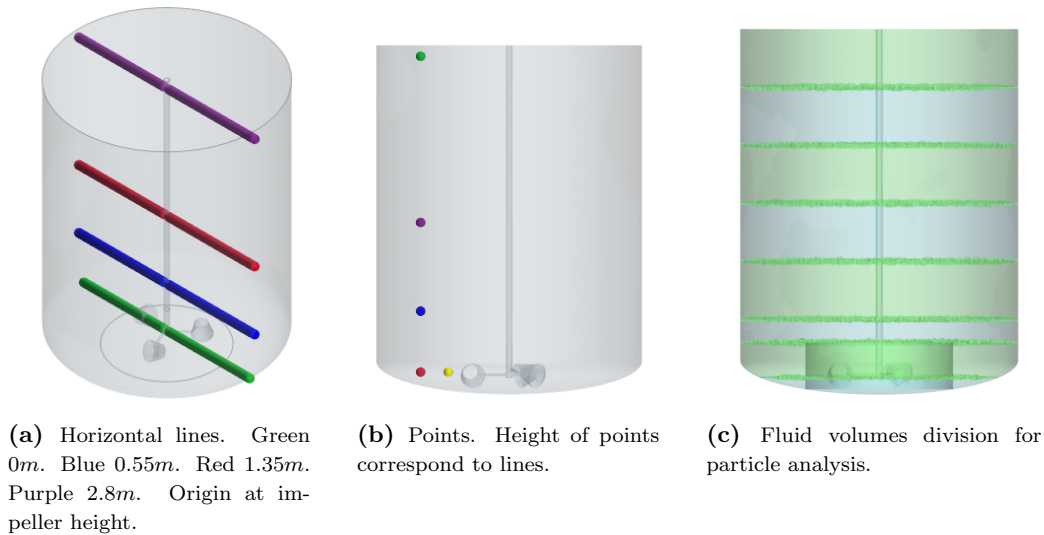 (a) Horizontal lines. Green
0m. Blue 0.55m. Red 1.35m.
Purple 2.8m. Origin at im-
peller height.
(b) Points. Height of points
correspond to lines.
(c) Fluid volumes division for
particle analysis.